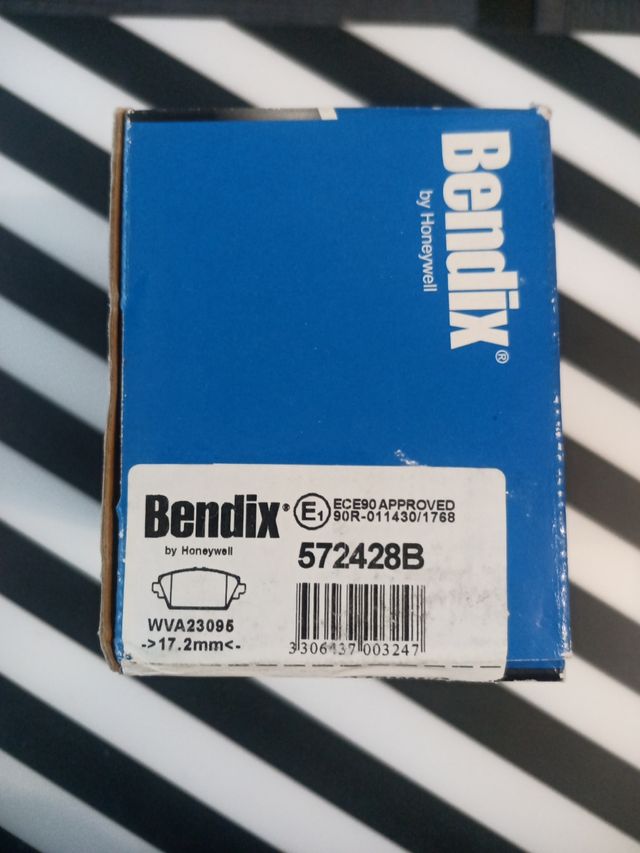 Bendix®
by Honeywell
Bendix®
by Honeywell
E1
ECE90 APPROVED
90R-011430/1768
572428B
WVA23095
->17.2mm<-
3306437003247